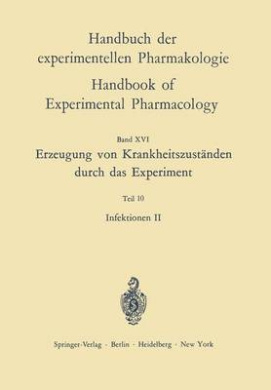 Handbuch der
experimentellen Pharmakologie
Handbook of
Experimental Pharmacology
Band XVI
Erzeugung von Krankheitszuständen
durch das Experiment
Teil 10
Infektionen II
Springer-Verlag · Berlin · Heidelberg · New York